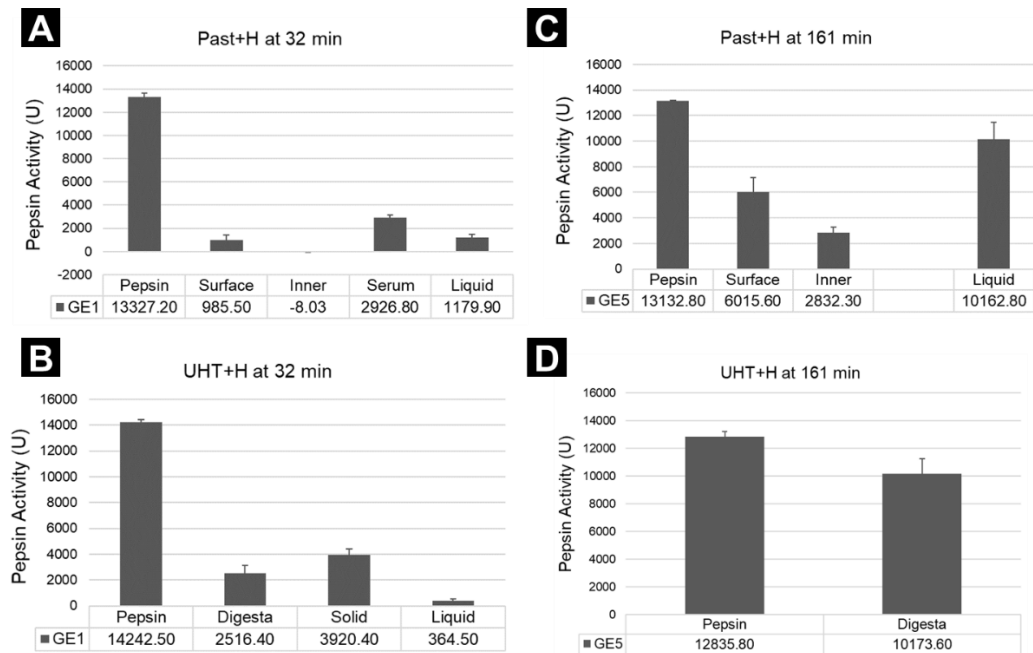 A
Past+H at 32 min
Pepsin Activity (U)
16000
14000
12000
10000
8000
6000
4000
2000
0
-2000
Pepsin Surface Inner Serum Liquid
GE1 13327.20 985.50 -8.03 2926.80 1179.90
B
UHT+H at 32 min
Pepsin Activity (U)
16000
14000
12000
10000
8000
6000
4000
2000
0
Pepsin Digesta Solid Liquid
GE1 14242.50 2516.40 3920.40 364.50
C
Past+H at 161 min
Pepsin Activity (U)
16000
14000
12000
10000
8000
6000
4000
2000
0
Pepsin Surface Inner Liquid
GE5 13132.80 6015.60 2832.30 10162.80
D
UHT+H at 161 min
Pepsin Activity (U)
16000
14000
12000
10000
8000
6000
4000
2000
0
Pepsin Digesta
GE5 12835.80 10173.60